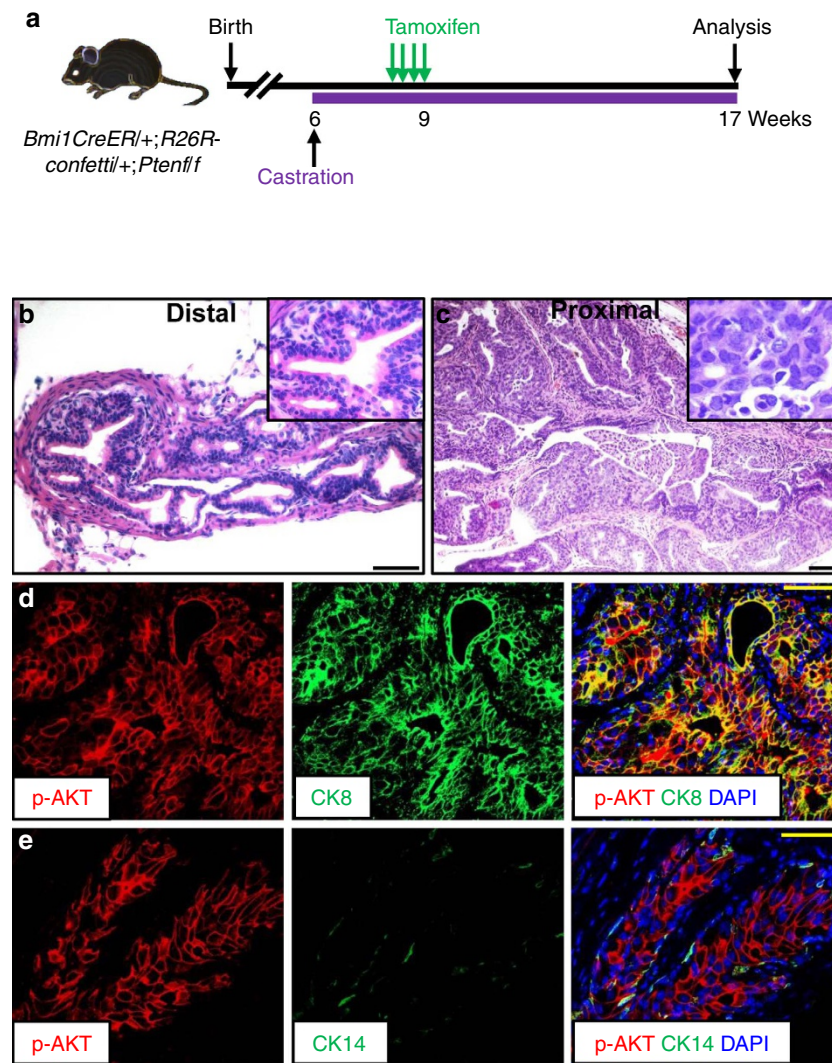 a
Birth
Tamoxifen
Analysis
6
9
17 Weeks
Bmi1CreER/+;R26R-
confetti/+;Ptenf/f
Castration
b
Distal
c
Proximal
d
p-AKT
CK8
p-AKT CK8 DAPI
e
p-AKT
CK14
p-AKT CK14 DAPI